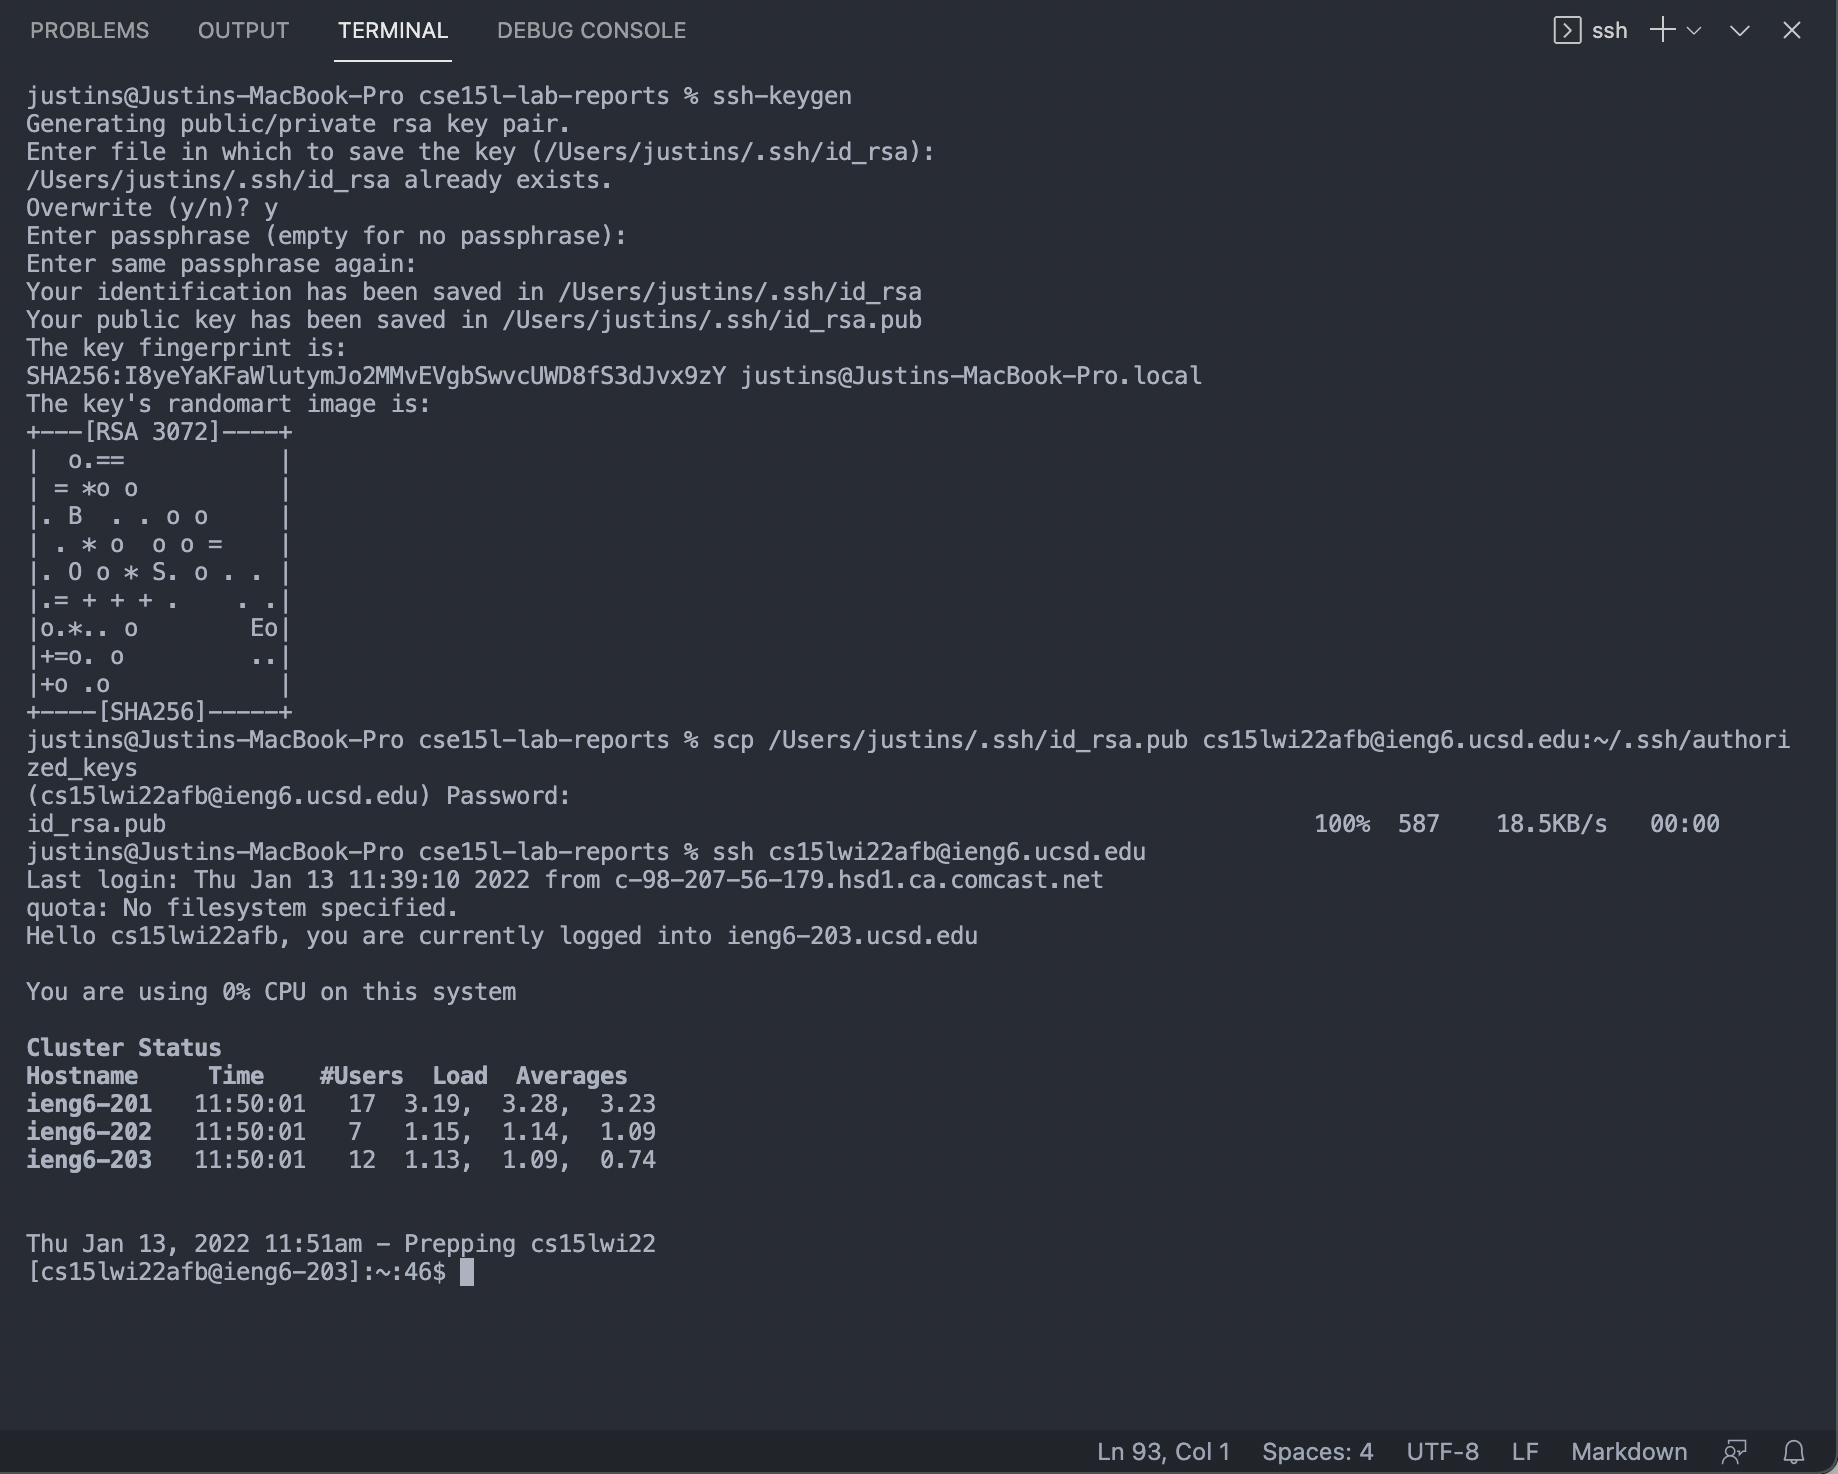 PROBLEMS OUTPUT TERMINAL DEBUG CONSOLE ssh
justins@Justins-MacBook-Pro cse15l-lab-reports % ssh-keygen
Generating public/private rsa key pair.
Enter file in which to save the key (/Users/justins/.ssh/id_rsa):
/Users/justins/.ssh/id_rsa already exists.
Overwrite (y/n)? y
Enter passphrase (empty for no passphrase):
Enter same passphrase again:
Your identification has been saved in /Users/justins/.ssh/id_rsa
Your public key has been saved in /Users/justins/.ssh/id_rsa.pub
The key fingerprint is:
SHA256:I8yeYaKFaWlutymJo2MMvEVgbSwvcUWD8fS3dJvx9zY justins@Justins-MacBook-Pro.local
The key's randomart image is:
+---[RSA 3072]----+
|  o.==           |
| = *o o          |
|. B  . . o o     |
| . * o  o o =    |
|. O o * S. o . . |
|.= + + + .    . .|
|o.*.. o        Eo|
|+=o. o         ..|
|+o .o            |
+----[SHA256]-----+
justins@Justins-MacBook-Pro cse15l-lab-reports % scp /Users/justins/.ssh/id_rsa.pub cs15lwi22afb@ieng6.ucsd.edu:~/.ssh/authori
zed_keys
(cs15lwi22afb@ieng6.ucsd.edu) Password:
id_rsa.pub 100% 587 18.5KB/s 00:00
justins@Justins-MacBook-Pro cse15l-lab-reports % ssh cs15lwi22afb@ieng6.ucsd.edu
Last login: Thu Jan 13 11:39:10 2022 from c-98-207-56-179.hsd1.ca.comcast.net
quota: No filesystem specified.
Hello cs15lwi22afb, you are currently logged into ieng6-203.ucsd.edu
You are using 0% CPU on this system
Cluster Status
Hostname Time #Users Load Averages
ieng6-201 11:50:01 17 3.19, 3.28, 3.23
ieng6-202 11:50:01 7 1.15, 1.14, 1.09
ieng6-203 11:50:01 12 1.13, 1.09, 0.74
Thu Jan 13, 2022 11:51am - Prepping cs15lwi22
[cs15lwi22afb@ieng6-203]:~:46$
Ln 93, Col 1 Spaces: 4 UTF-8 LF Markdown